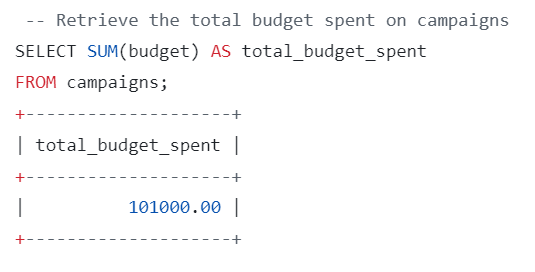 -- Retrieve the total budget spent on campaigns
SELECT SUM(budget) AS total_budget_spent
FROM campaigns;
+--------------------+
| total_budget_spent |
+--------------------+
|          101000.00 |
+--------------------+